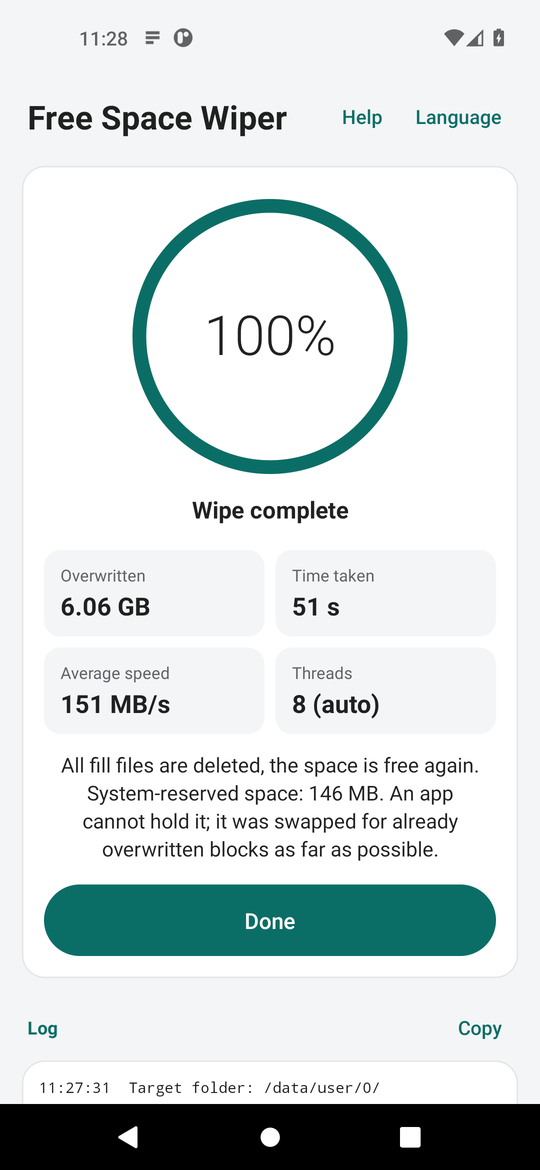 11:28
Free Space Wiper
Help
Language
100%
Wipe complete
Overwritten
6.06 GB
Time taken
51 s
Average speed
151 MB/s
Threads
8 (auto)
All fill files are deleted, the space is free again.
System-reserved space: 146 MB. An app
cannot hold it; it was swapped for already
overwritten blocks as far as possible.
Done
Log
Copy
11:27:31  Target folder: /data/user/0/